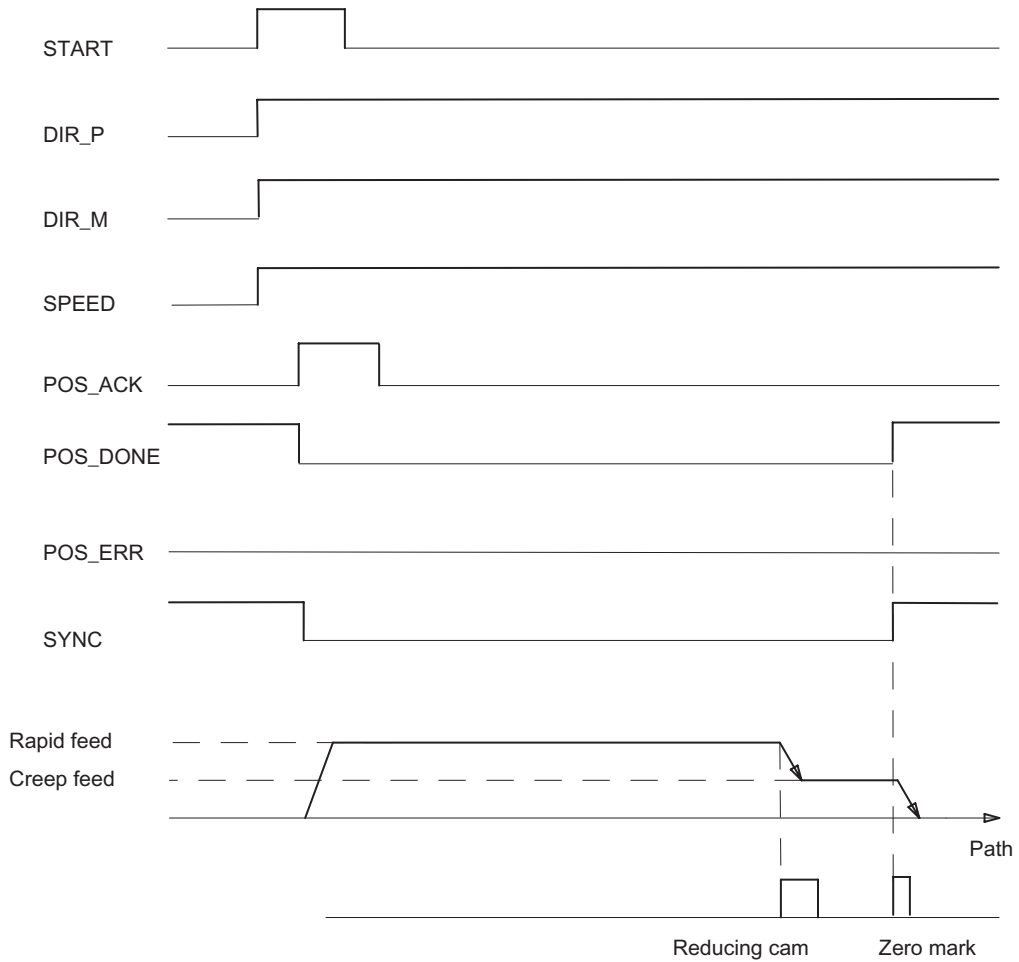 START
DIR_P
DIR_M
SPEED
POS_ACK
POS_DONE
POS_ERR
SYNC
Rapid feed
Creep feed
Path
Reducing cam
Zero mark